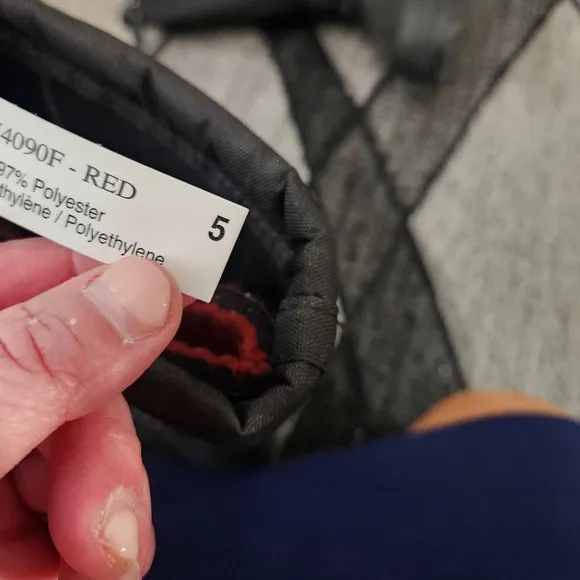 4090F - RED
97% Polyester
thylène / Polyethylene
5